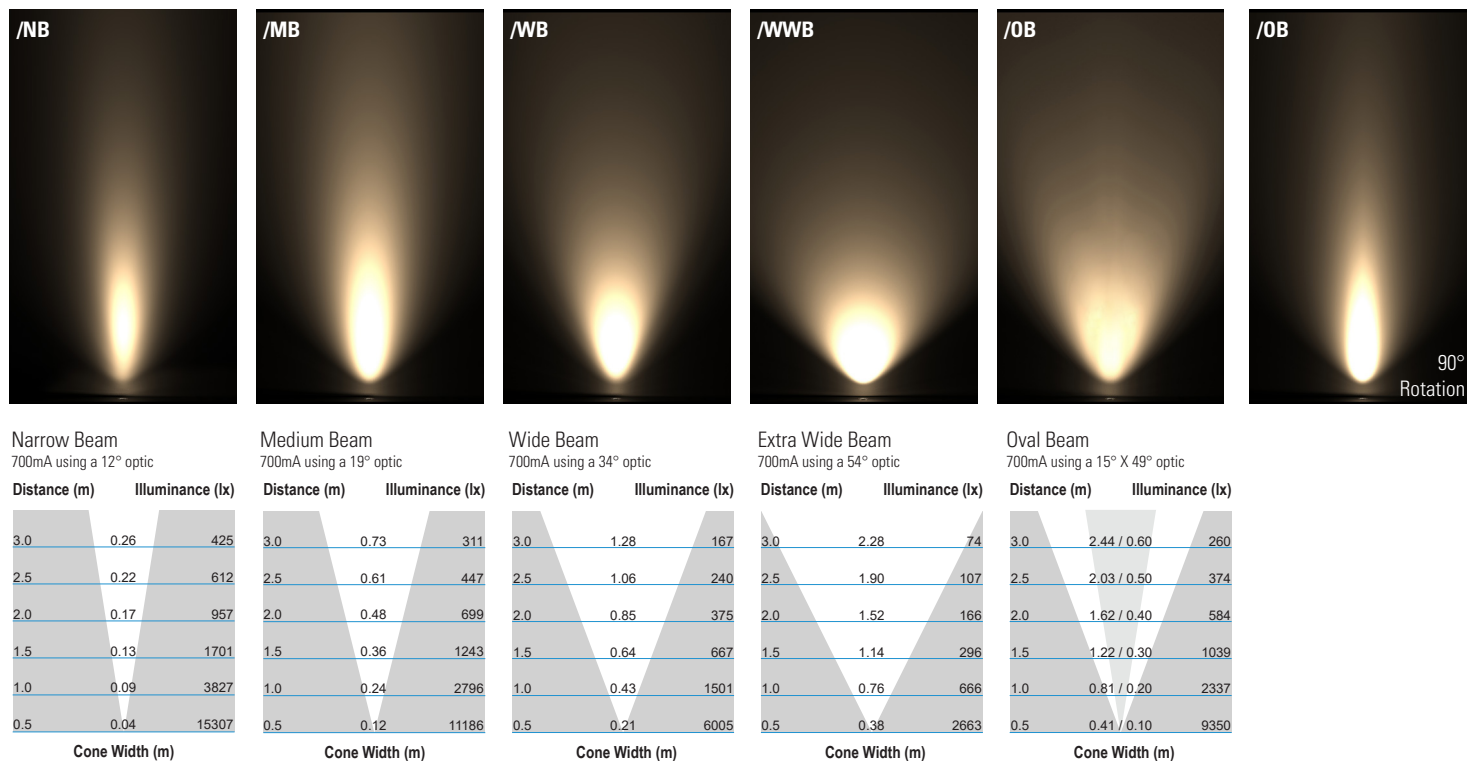 /NB
/MB
/WB
/WWB
/OB
/OB
90°
Rotation
Narrow Beam
700mA using a 12° optic
Distance (m) Illuminance (lx)
3.0 0.26 425
2.5 0.22 612
2.0 0.17 957
1.5 0.13 1701
1.0 0.09 3827
0.5 0.04 15307
Cone Width (m)
Medium Beam
700mA using a 19° optic
Distance (m) Illuminance (lx)
3.0 0.73 311
2.5 0.61 447
2.0 0.48 699
1.5 0.36 1243
1.0 0.24 2796
0.5 0.12 11186
Cone Width (m)
Wide Beam
700mA using a 34° optic
Distance (m) Illuminance (lx)
3.0 1.28 167
2.5 1.06 240
2.0 0.85 375
1.5 0.64 667
1.0 0.43 1501
0.5 0.21 6005
Cone Width (m)
Extra Wide Beam
700mA using a 54° optic
Distance (m) Illuminance (lx)
3.0 2.28 74
2.5 1.90 107
2.0 1.52 166
1.5 1.14 296
1.0 0.76 666
0.5 0.38 2663
Cone Width (m)
Oval Beam
700mA using a 15° X 49° optic
Distance (m) Illuminance (lx)
3.0 2.44 / 0.60 260
2.5 2.03 / 0.50 374
2.0 1.62 / 0.40 584
1.5 1.22 / 0.30 1039
1.0 0.81 / 0.20 2337
0.5 0.41 / 0.10 9350
Cone Width (m)